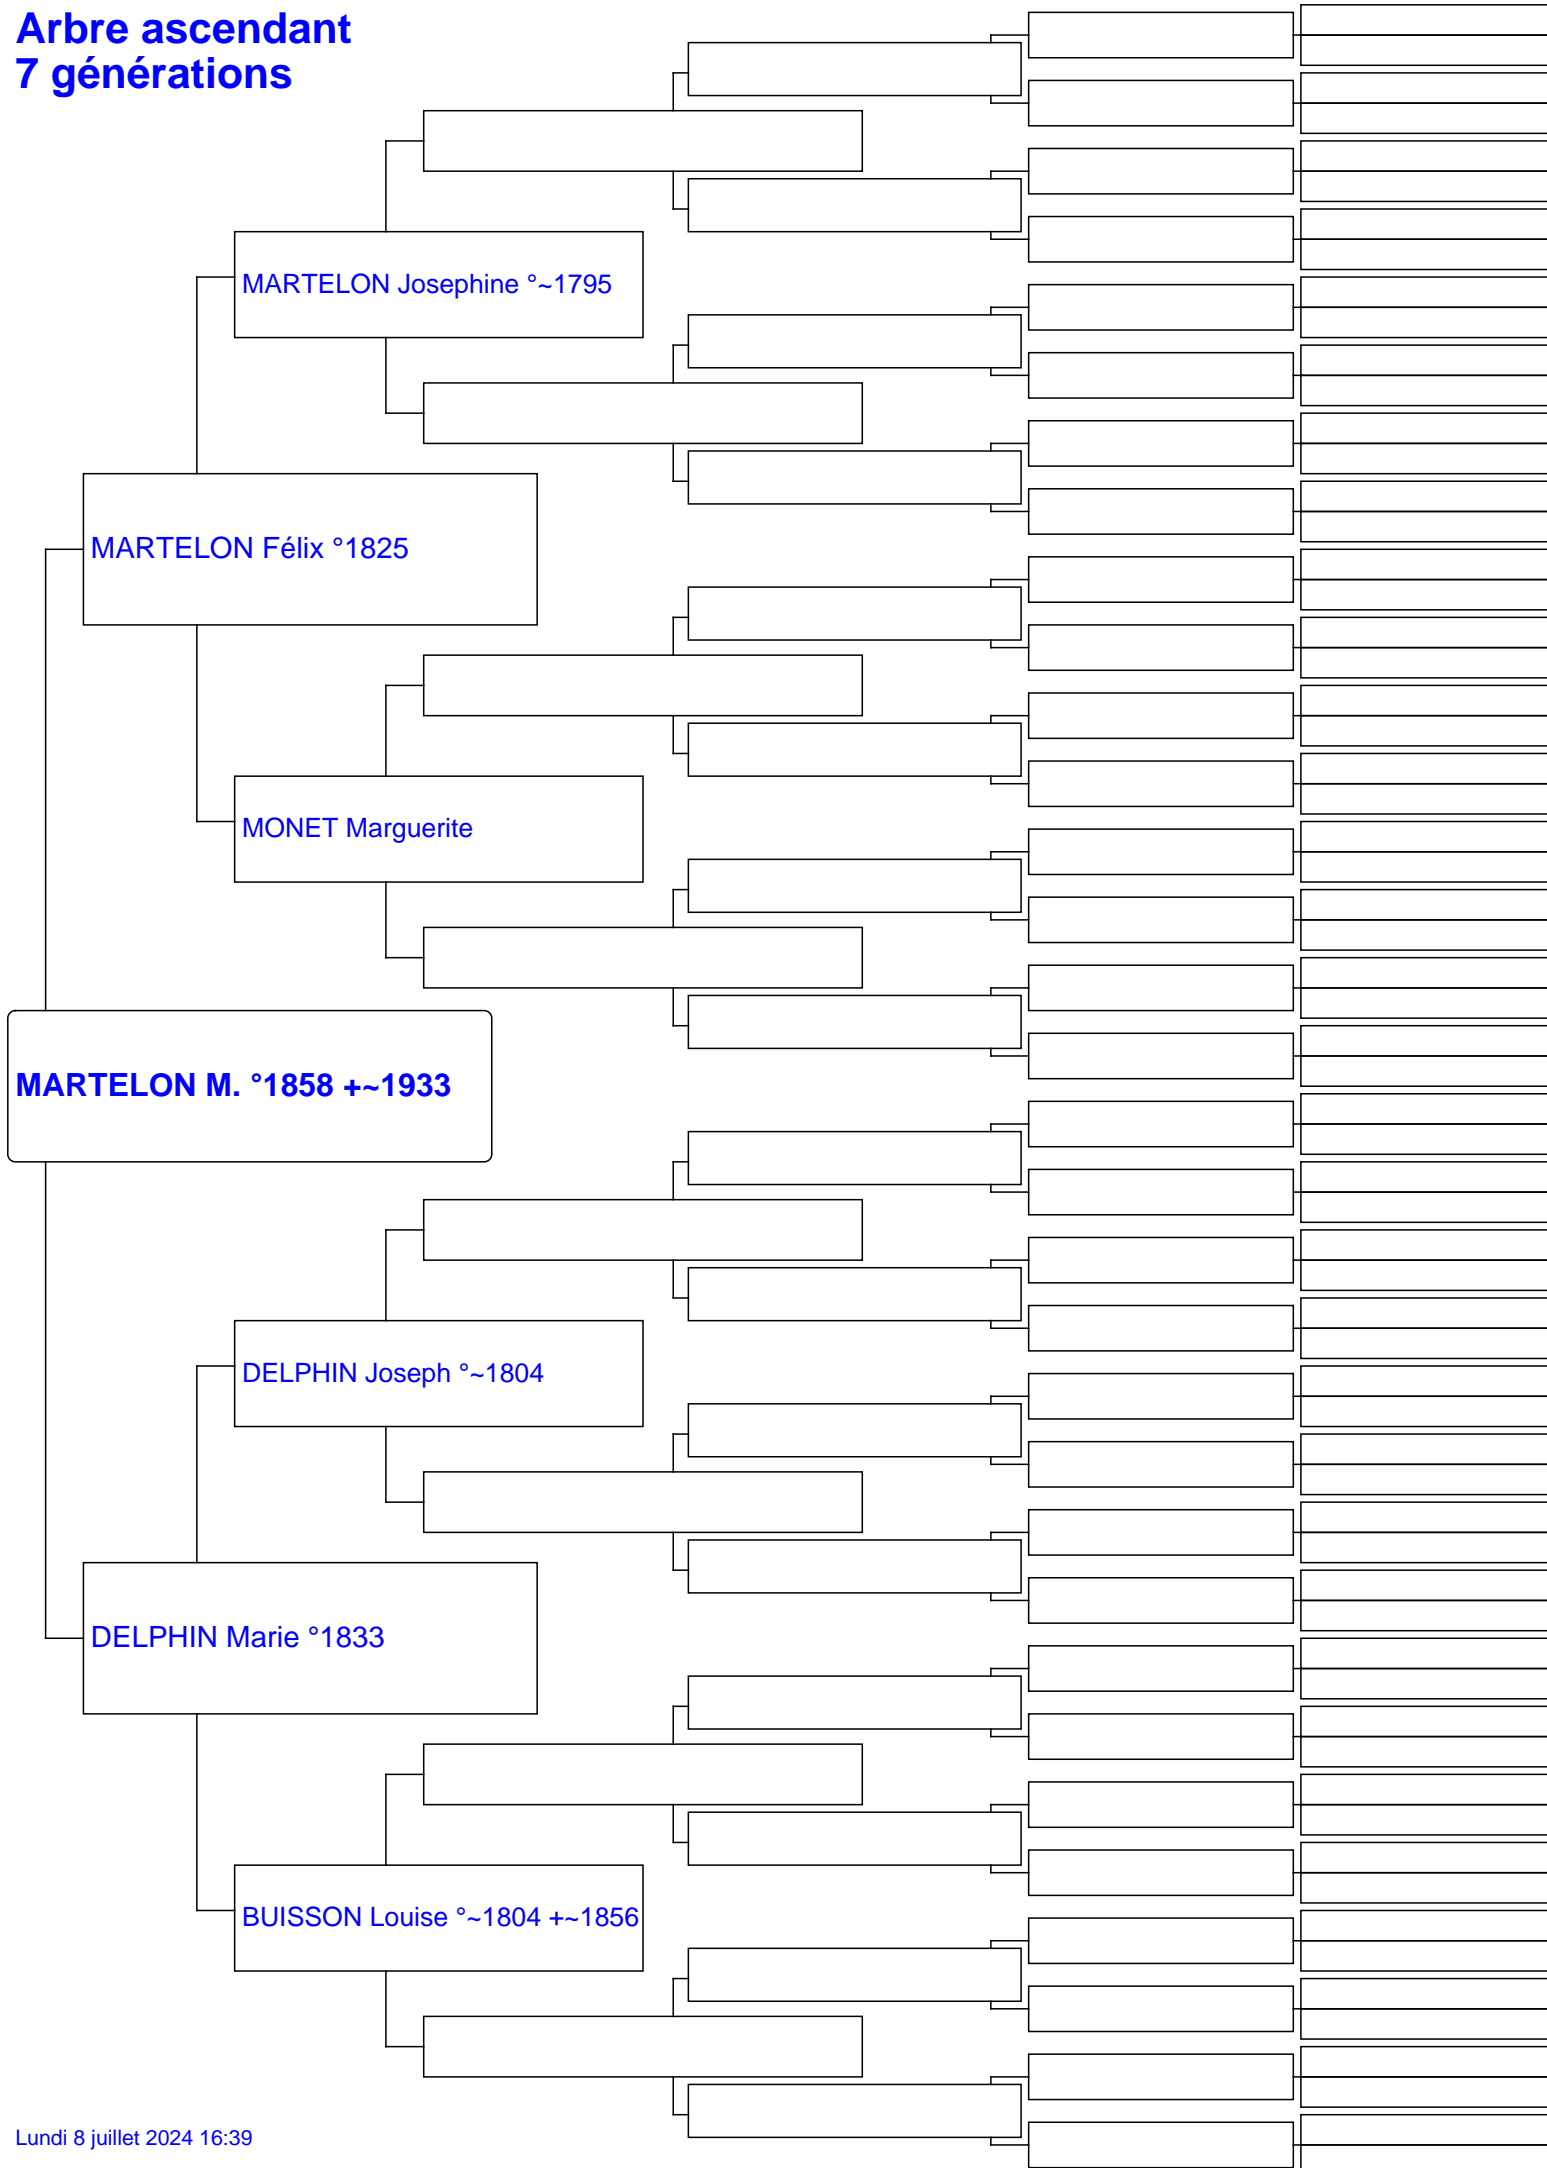 Arbre ascendant
7 générations
MARTELON Josephine °~1795
MARTELON Félix °1825
MONET Marguerite
MARTELON M. °1858 +~1933
DELPHIN Joseph °~1804
DELPHIN Marie °1833
BUISSON Louise °~1804 +~1856
Lundi 8 juillet 2024 16:39